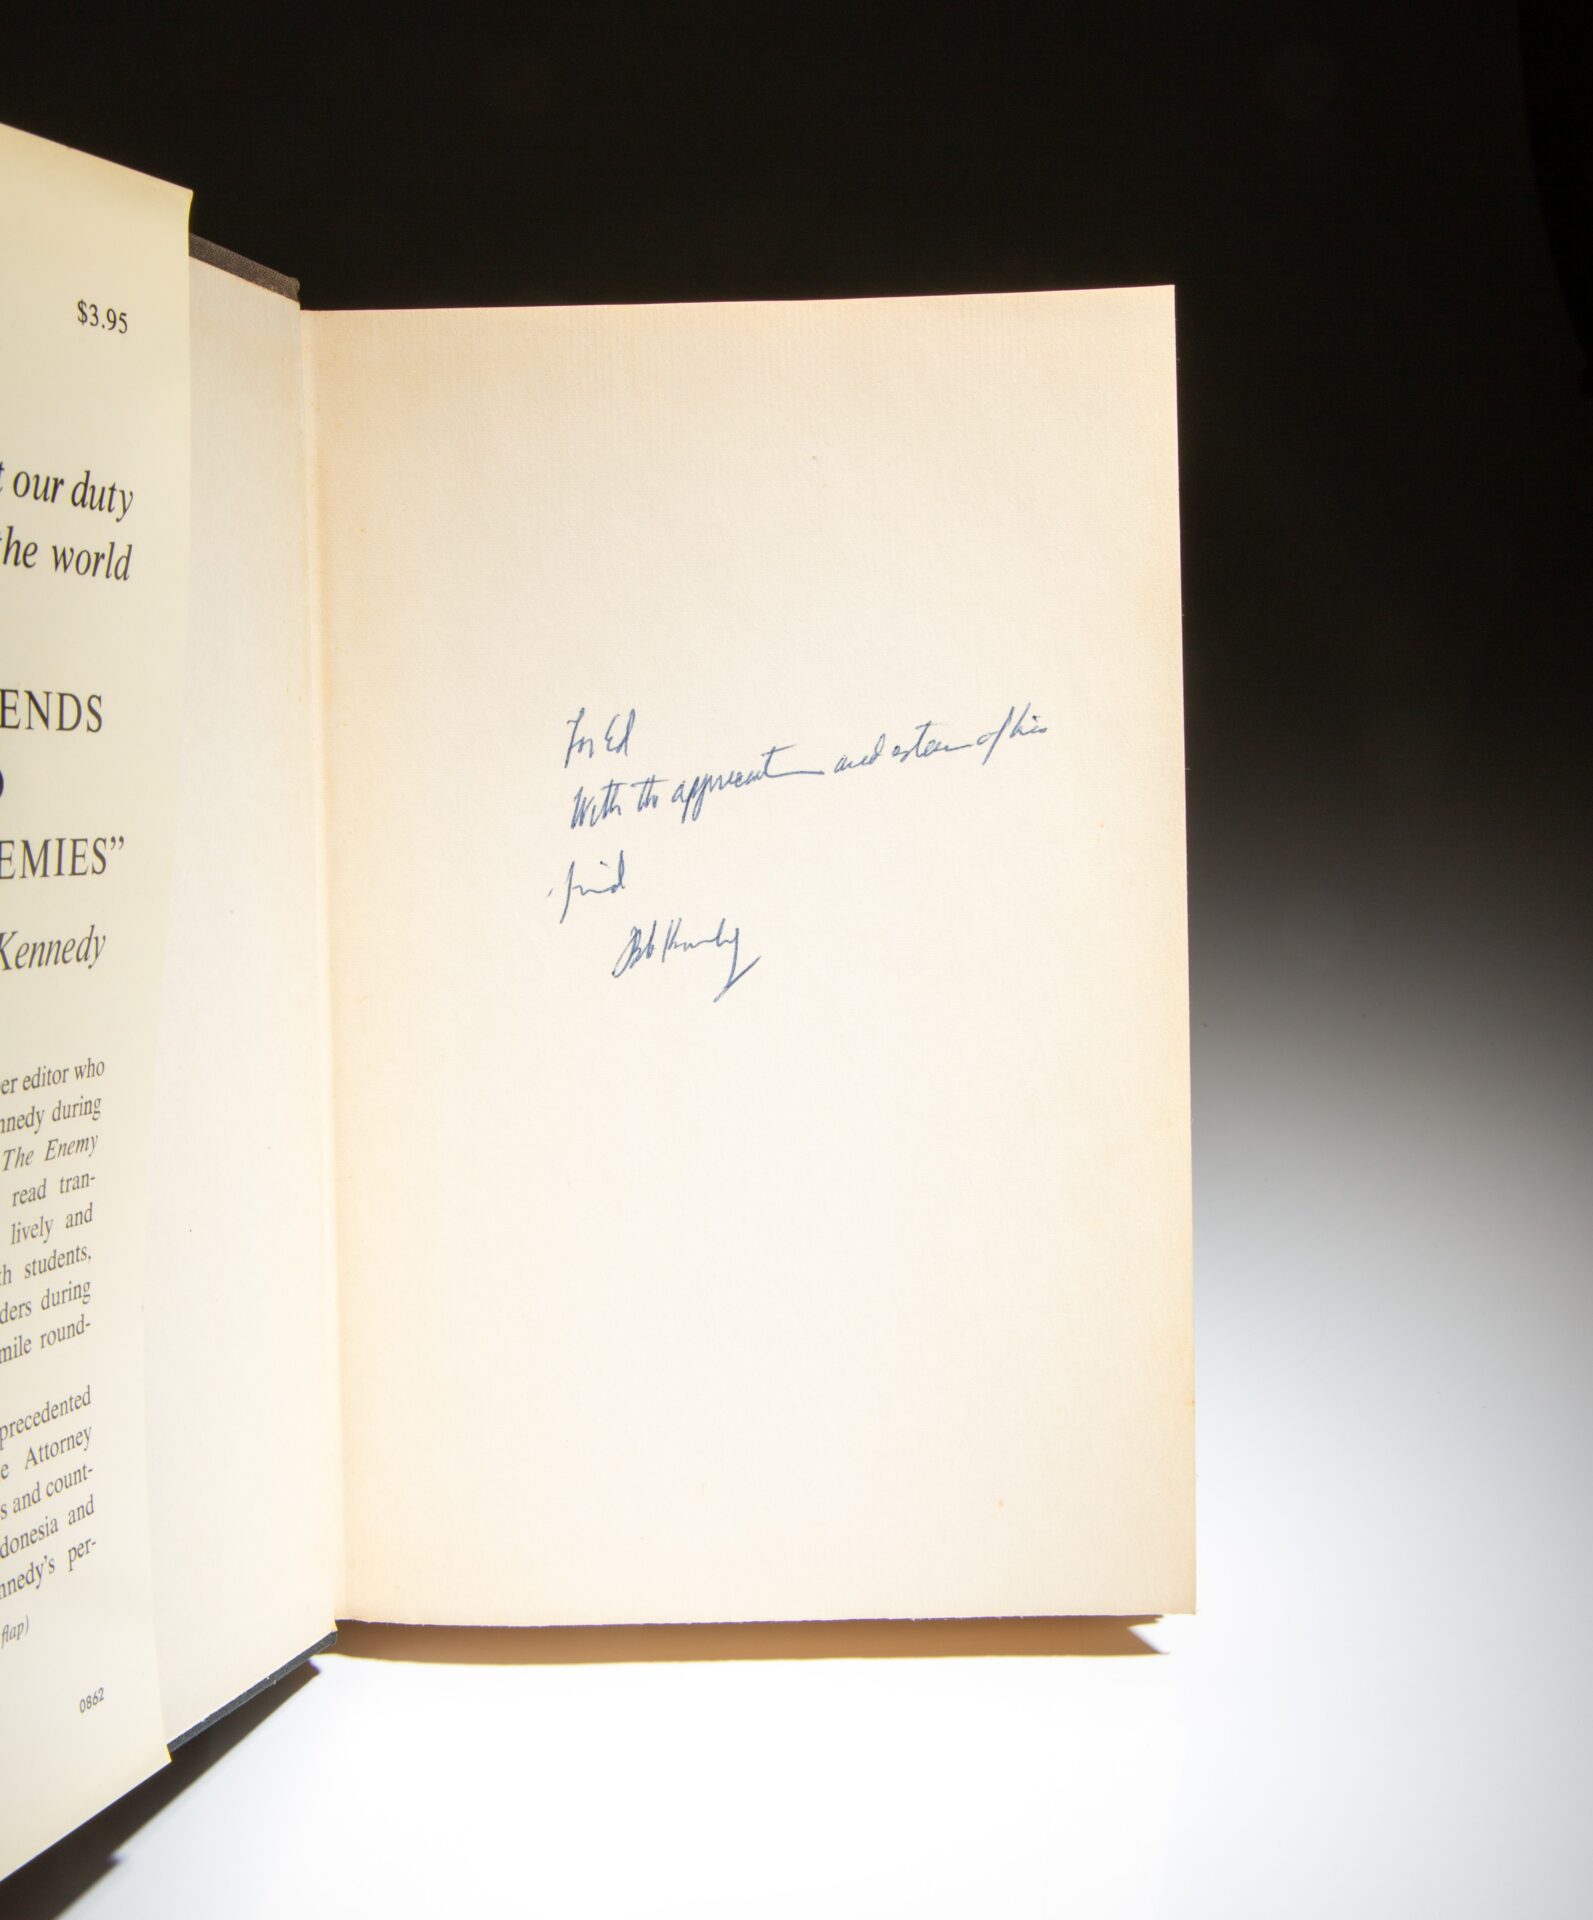 $3.95
our duty
the world
ENDS
EMIES”
Kennedy
er editor who
nnedy during
The Enemy
read tran-
lively and
th students,
ders during
mile round-
precedented
e Attorney
s and count-
donesia and
nnedy’s per-
flap)
0862
For Ed
With the appreciation and esteem of his
friend
Bob Kennedy